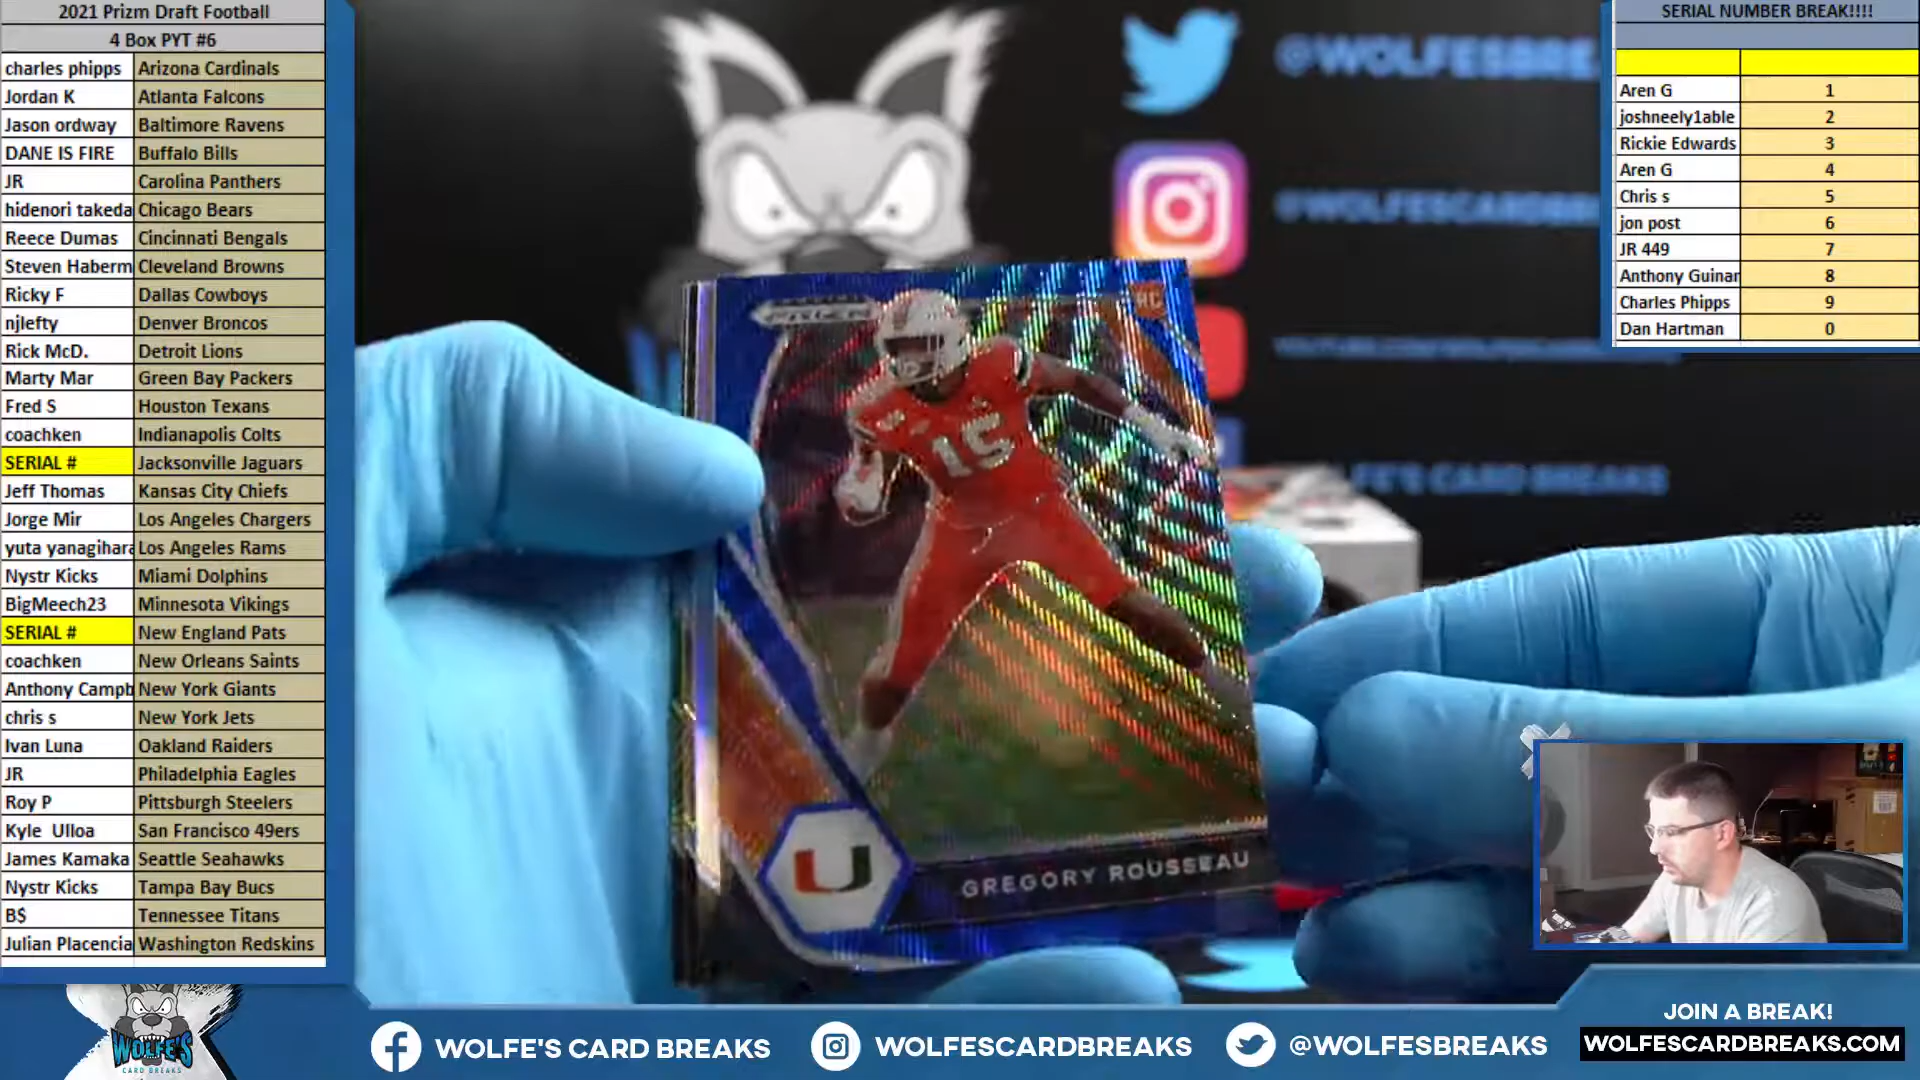 2021 Prizm Draft Football
4 Box PYT #6
charles phipps Arizona Cardinals
Jordan K Atlanta Falcons
Jason ordway Baltimore Ravens
DANE IS FIRE Buffalo Bills
JR Carolina Panthers
hidenori takeda Chicago Bears
Reece Dumas Cincinnati Bengals
Steven Haberm Cleveland Browns
Ricky F Dallas Cowboys
njlefty Denver Broncos
Rick McD. Detroit Lions
Marty Mar Green Bay Packers
Fred S Houston Texans
coachken Indianapolis Colts
SERIAL # Jacksonville Jaguars
Jeff Thomas Kansas City Chiefs
Jorge Mir Los Angeles Chargers
yuta yanagihara Los Angeles Rams
Nystr Kicks Miami Dolphins
BigMeech23 Minnesota Vikings
SERIAL # New England Pats
coachken New Orleans Saints
Anthony Campb New York Giants
chris s New York Jets
Ivan Luna Oakland Raiders
JR Philadelphia Eagles
Roy P Pittsburgh Steelers
Kyle Ulloa San Francisco 49ers
James Kamaka Seattle Seahawks
Nystr Kicks Tampa Bay Bucs
B$ Tennessee Titans
Julian Placencia Washington Redskins
@WOLFESBREA
@WOLFESCARDBR
FE'S CARD BREAKS
PRIZM
RC
15
U
GREGORY ROUSSEAU
SERIAL NUMBER BREAK!!!!
Aren G 1
joshneely1able 2
Rickie Edwards 3
Aren G 4
Chris s 5
jon post 6
JR 449 7
Anthony Guinar 8
Charles Phipps 9
Dan Hartman 0
WOLFE'S
CARD BREAKS
WOLFE'S CARD BREAKS
WOLFESCARDBREAKS
@WOLFESBREAKS
JOIN A BREAK!
WOLFESCARDBREAKS.COM